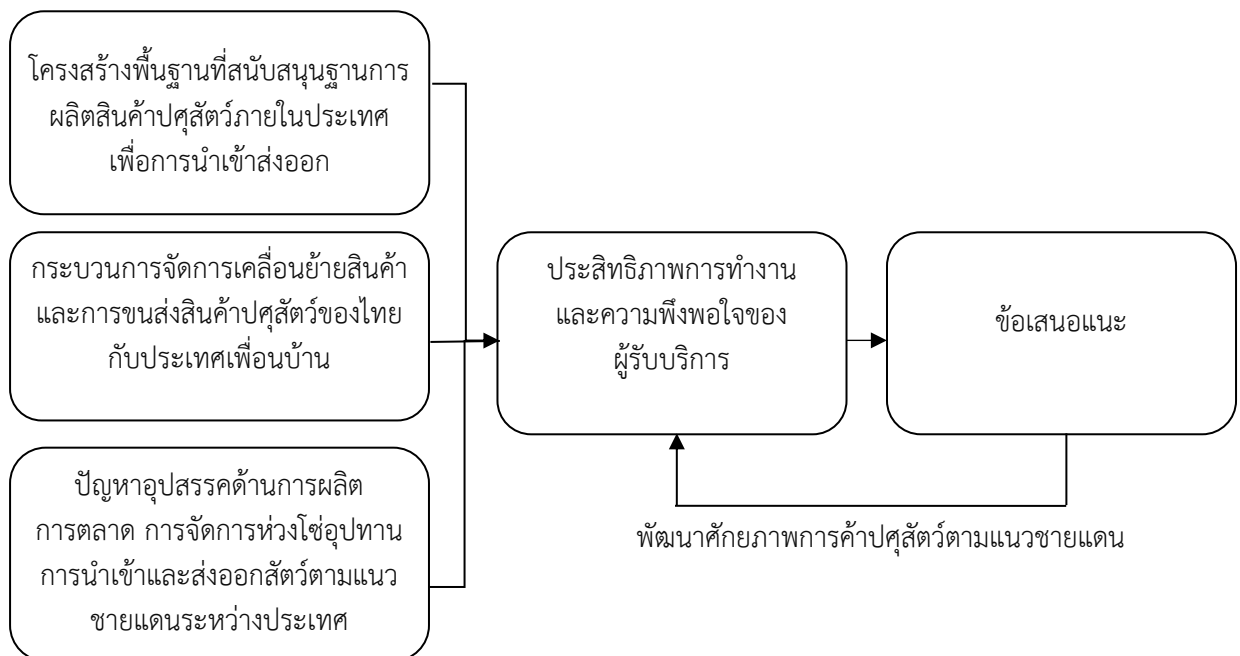 โครงสร้างพื้นฐานที่สนับสนุนฐานการ
ผลิตสินค้าปศุสัตว์ภายในประเทศ
เพื่อการนำเข้าส่งออก
กระบวนการจัดการเคลื่อนย้ายสินค้า
และการขนส่งสินค้าปศุสัตว์ของไทย
กับประเทศเพื่อนบ้าน
ปัญหาอุปสรรคด้านการผลิต
การตลาด การจัดการห่วงโซ่อุปทาน
การนำเข้าและส่งออกสัตว์ตามแนว
ชายแดนระหว่างประเทศ
ประสิทธิภาพการทำงาน
และความพึงพอใจของ
ผู้รับบริการ
ข้อเสนอแนะ
พัฒนาศักยภาพการค้าปศุสัตว์ตามแนวชายแดน